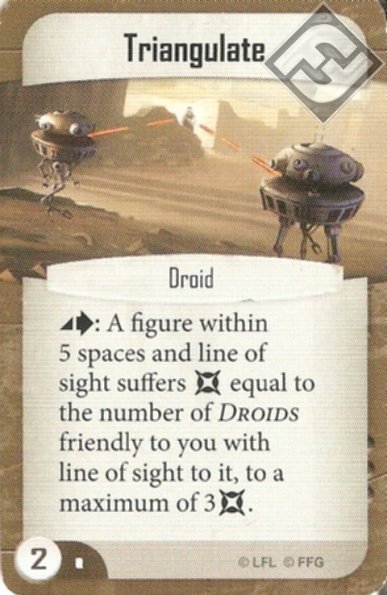 Triangulate
Droid
: A figure within
5 spaces and line of
sight suffers equal to
the number of DROIDS
friendly to you with
line of sight to it, to a
maximum of 3.
2
© LFL © FFG